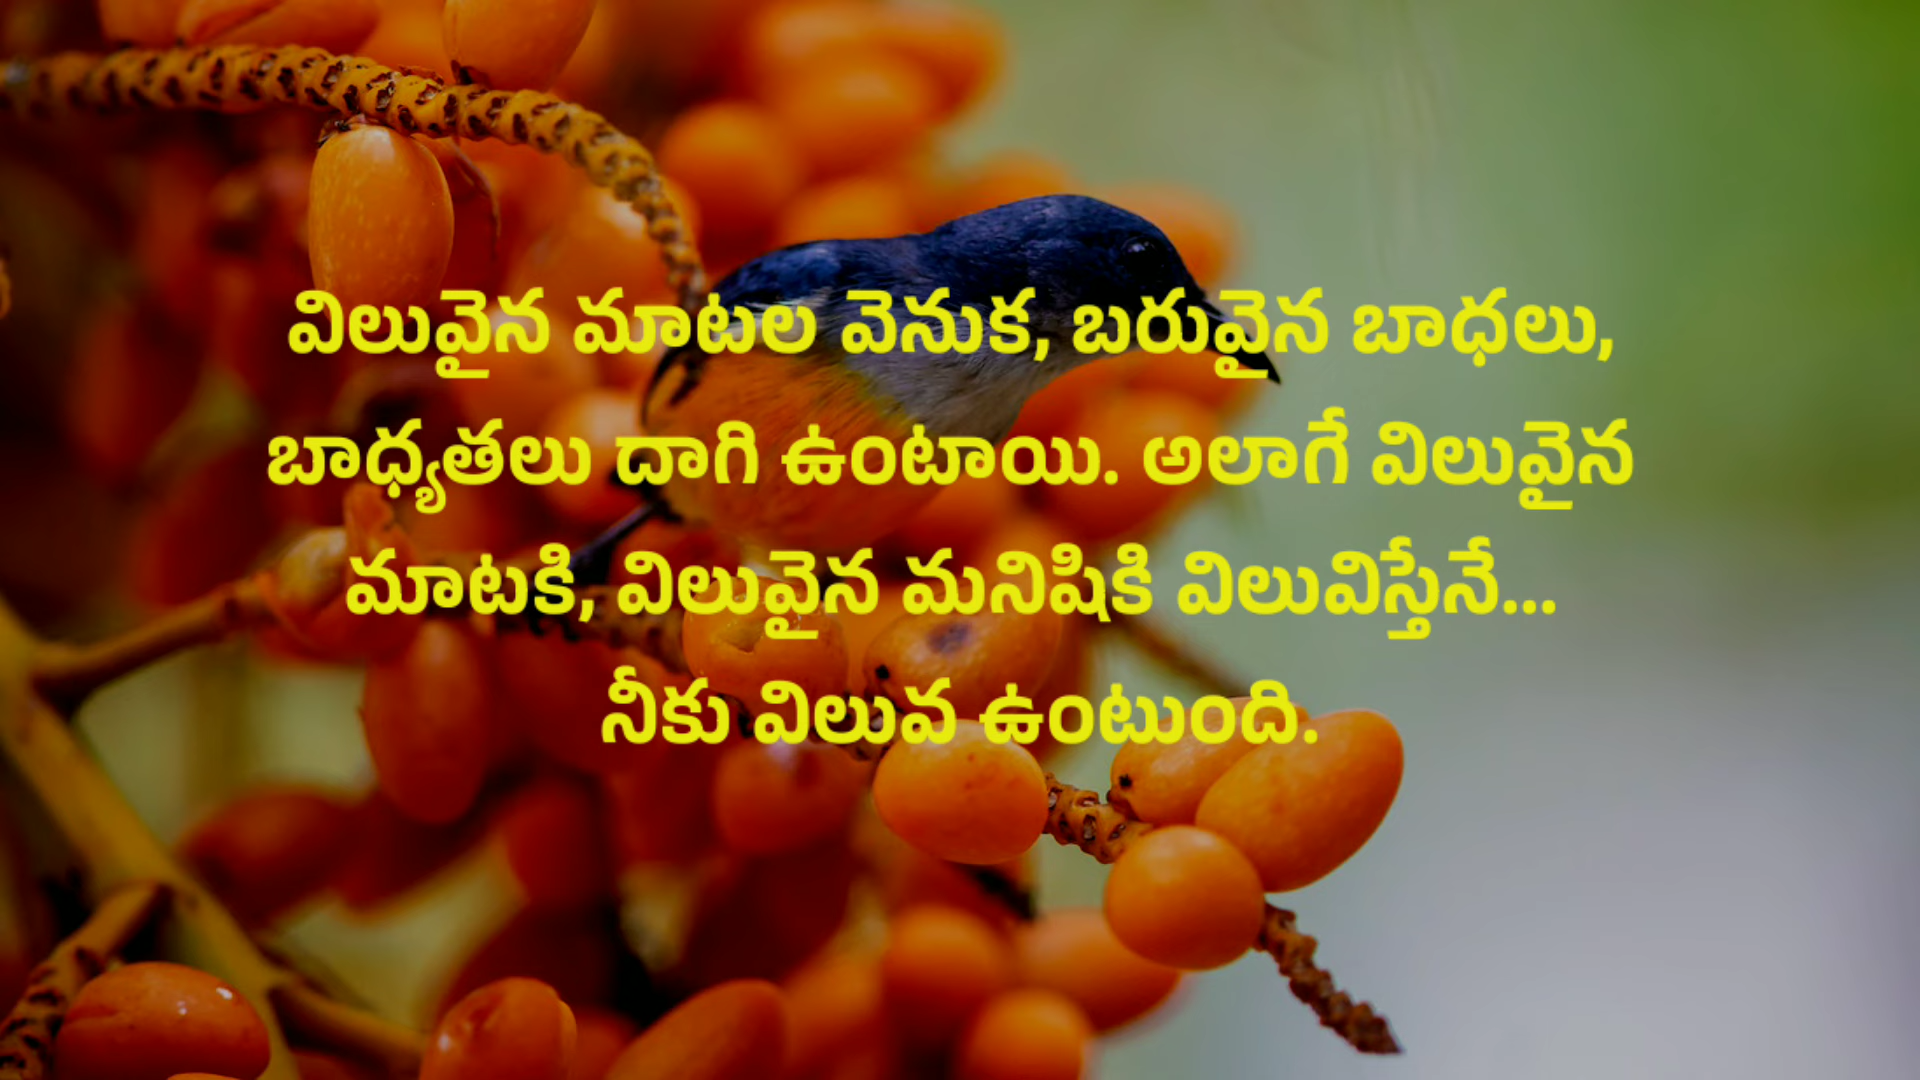 విలువైన మాటల వెనుక, బరువైన బాధలు,
బాధ్యతలు దాగి ఉంటాయి. అలాగే విలువైన
మాటకి, విలువైన మనిషికి విలువిస్తేనే...
నీకు విలువ ఉంటుంది.